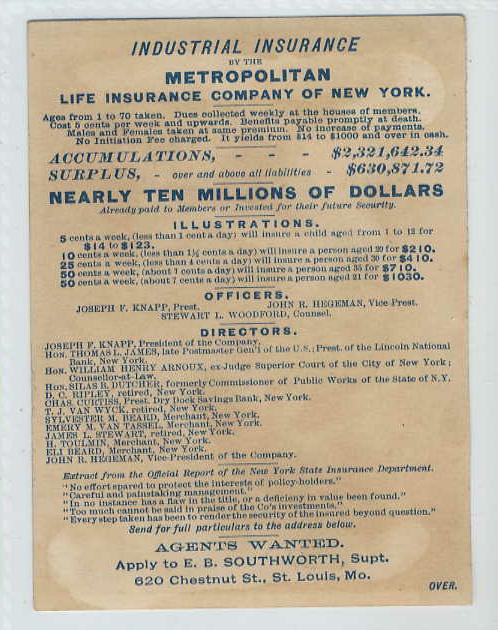 INDUSTRIAL INSURANCE
BY THE
METROPOLITAN
LIFE INSURANCE COMPANY OF NEW YORK.
Ages from 1 to 70 taken. Dues collected weekly at the houses of members.
Cost 5 cents per week and upwards. Benefits payable promptly at death.
Males and Females taken at same premium. No increase of payments.
No Initiation Fee charged. It yields from $14 to $1000 and over in cash.
ACCUMULATIONS, - - - $2,321,642.34
SURPLUS, - over and above all liabilities - $630,871.72
NEARLY TEN MILLIONS OF DOLLARS
Already paid to Members or Invested for their future Security.
ILLUSTRATIONS.
5 cents a week, (less than 1 cent a day) will insure a child aged from 1 to 12 for
$14 to $123.
10 cents a week, (less than 1½ cents a day) will insure a person aged 20 for $210.
25 cents a week, (less than 4 cents a day) will insure a person aged 30 for $410.
50 cents a week, (about 7 cents a day) will insure a person aged 35 for $710.
50 cents a week, (about 7 cents a day) will insure a person aged 21 for $1030.
OFFICERS.
JOSEPH F. KNAPP, Prest. JOHN R. HEGEMAN, Vice-Prest.
STEWART L. WOODFORD, Counsel.
DIRECTORS.
JOSEPH F. KNAPP, President of the Company.
HON. THOMAS L. JAMES, late Postmaster Gen'l of the U.S.; Prest. of the Lincoln National
Bank, New York.
HON. WILLIAM HENRY ARNOUX, ex-Judge Superior Court of the City of New York;
Counsellor-at-Law.
HON. SILAS B. DUTCHER, formerly Commissioner of Public Works of the State of N.Y.
D. C. RIPLEY, retired, New York.
CHAS. CURTISS, Prest. Dry Dock Savings Bank, New York.
T. J. VAN WYCK, retired, New York.
SYLVESTER M. BEARD, Merchant, New York.
EMERY M. VAN TASSEL, Merchant, New York.
JAMES L. STEWART, retired, New York.
H. TOULMIN, Merchant, New York.
ELI BEARD, Merchant, New York.
JOHN R. HEGEMAN, Vice-President of the Company.
Extract from the Official Report of the New York State Insurance Department.
"No effort spared to protect the interests of policy-holders."
"Careful and painstaking management."
"In no instance has a flaw in the title, or a deficiency in value been found."
"Too much cannot be said in praise of the Co's investments."
"Every step taken has been to render the security of the insured beyond question."
Send for full particulars to the address below.
AGENTS WANTED.
Apply to E. B. SOUTHWORTH, Supt.
620 Chestnut St., St. Louis, Mo.
OVER.